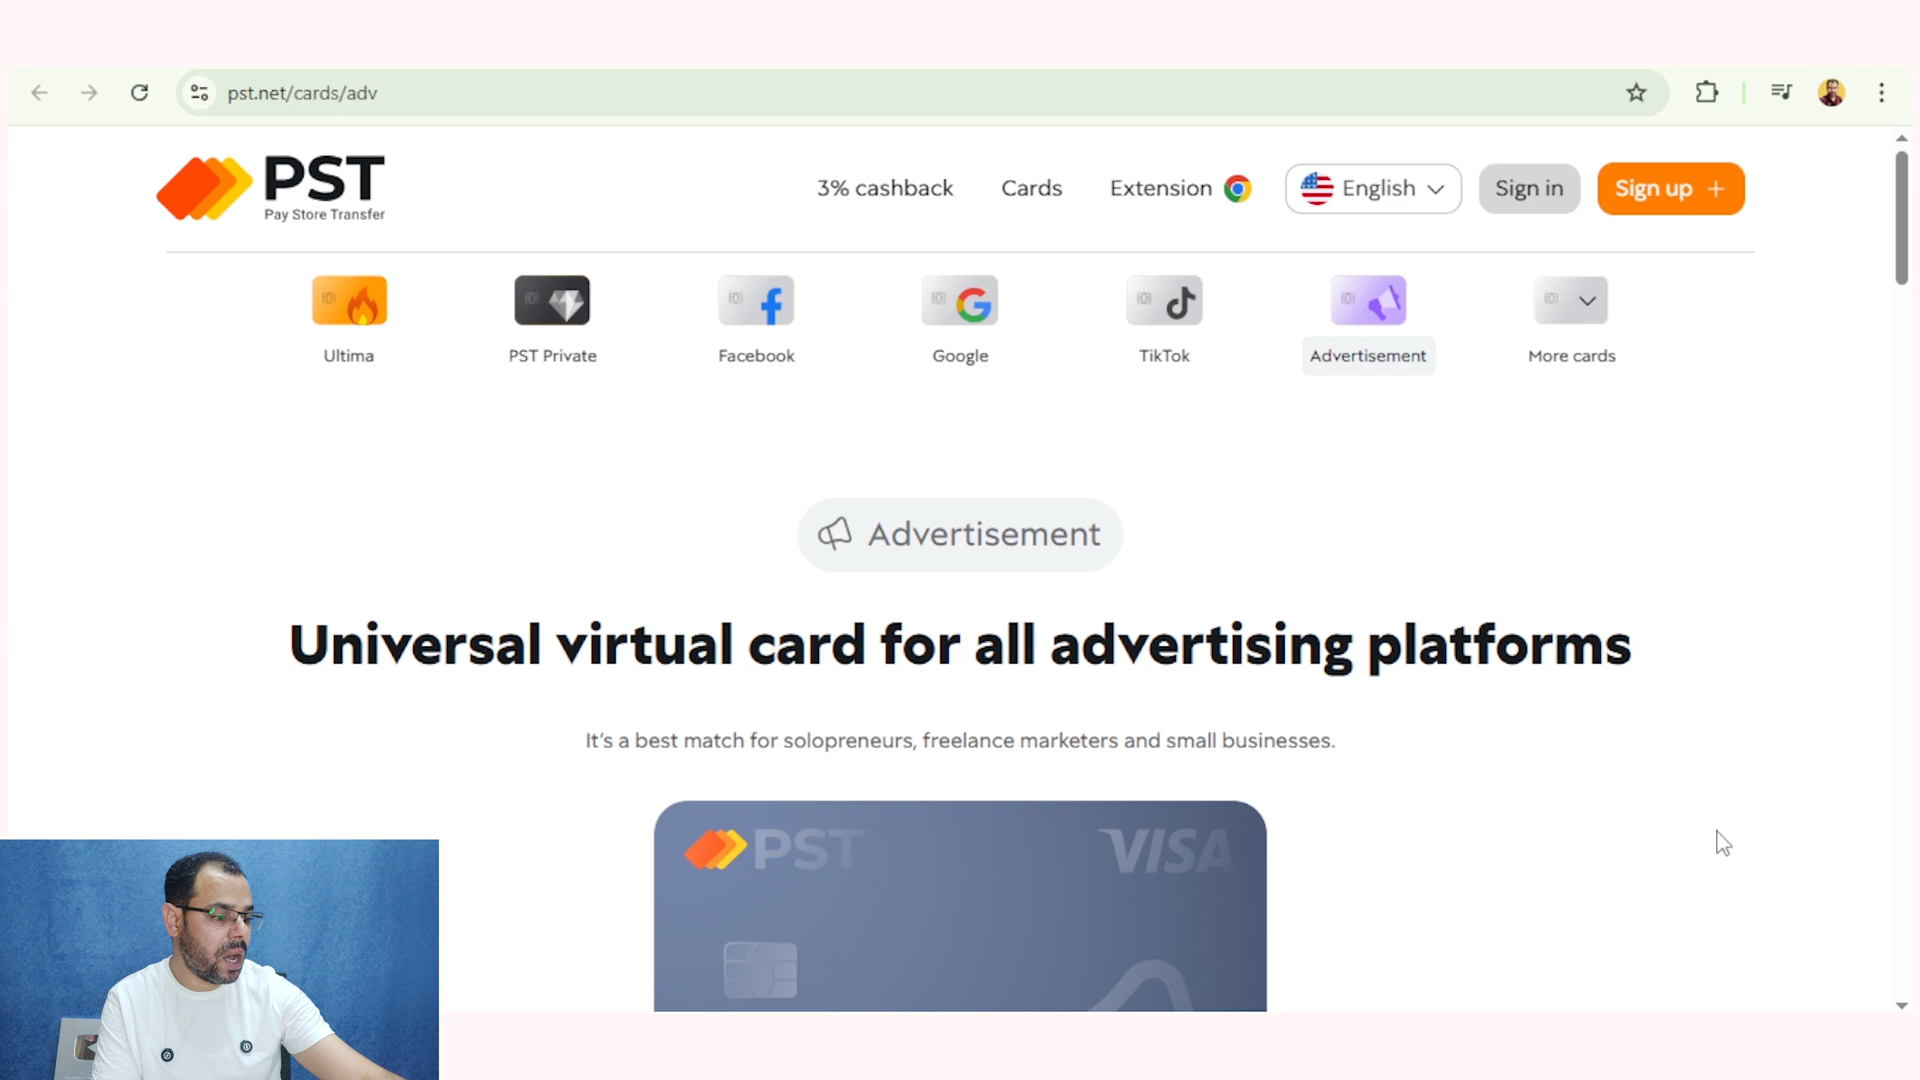 pst.net/cards/adv
PST
Pay Store Transfer
3% cashback
Cards
Extension
English
Sign in
Sign up +
Ultima
PST Private
Facebook
Google
TikTok
Advertisement
More cards
Advertisement
Universal virtual card for all advertising platforms
It's a best match for solopreneurs, freelance marketers and small businesses.
PST
VISA